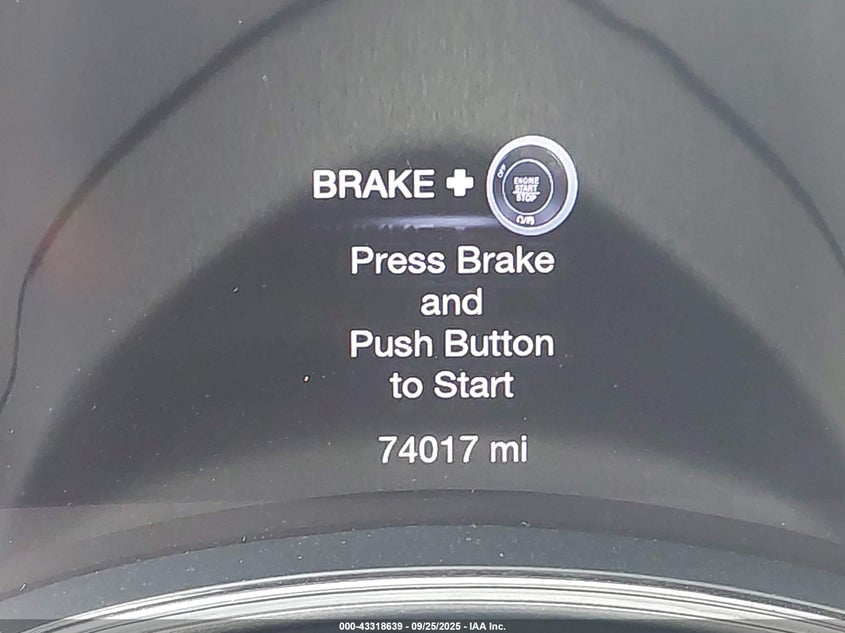 BRAKE +
OFF
ENGINE
START
STOP
Press Brake
and
Push Button
to Start
74017 mi
000-43318639 - 09/25/2025 - IAA Inc.